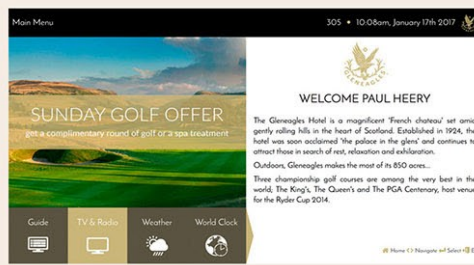 Main Menu
305 • 10:08am, January 17th 2017
SUNDAY GOLF OFFER
get a complimentary round of golf or a spa treatment
Guide
TV & Radio
Weather
World Clock
GLENEAGLES
WELCOME PAUL HEERY
The Gleneagles Hotel is a magnificent 'French chateau' set amid
gently rolling hills in the heart of Scotland. Established in 1924, the
hotel was soon acclaimed 'the palace in the glens' and continues to
attract those in search of rest, relaxation and exhilaration.
Outdoors, Gleneagles makes the most of its 850 acres...
Three championship golf courses are among the very best in the
world, The King's, The Queen's and The PGA Centenary, host venue
for the Ryder Cup 2014.
Home Navigate Select